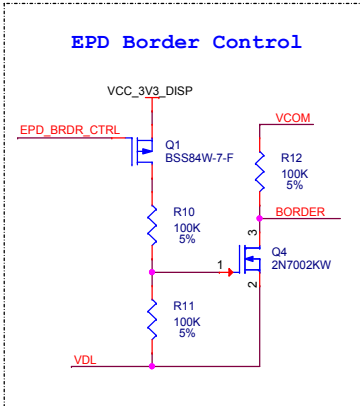 EPD Border Control
VCC_3V3_DISP
VCOM
EPD_BRDR_CTRL
Q1
BSS84W-7-F
R12
100K
5%
R10
100K
5%
BORDER
3
Q4
2N7002KW
1
2
R11
100K
5%
VDL